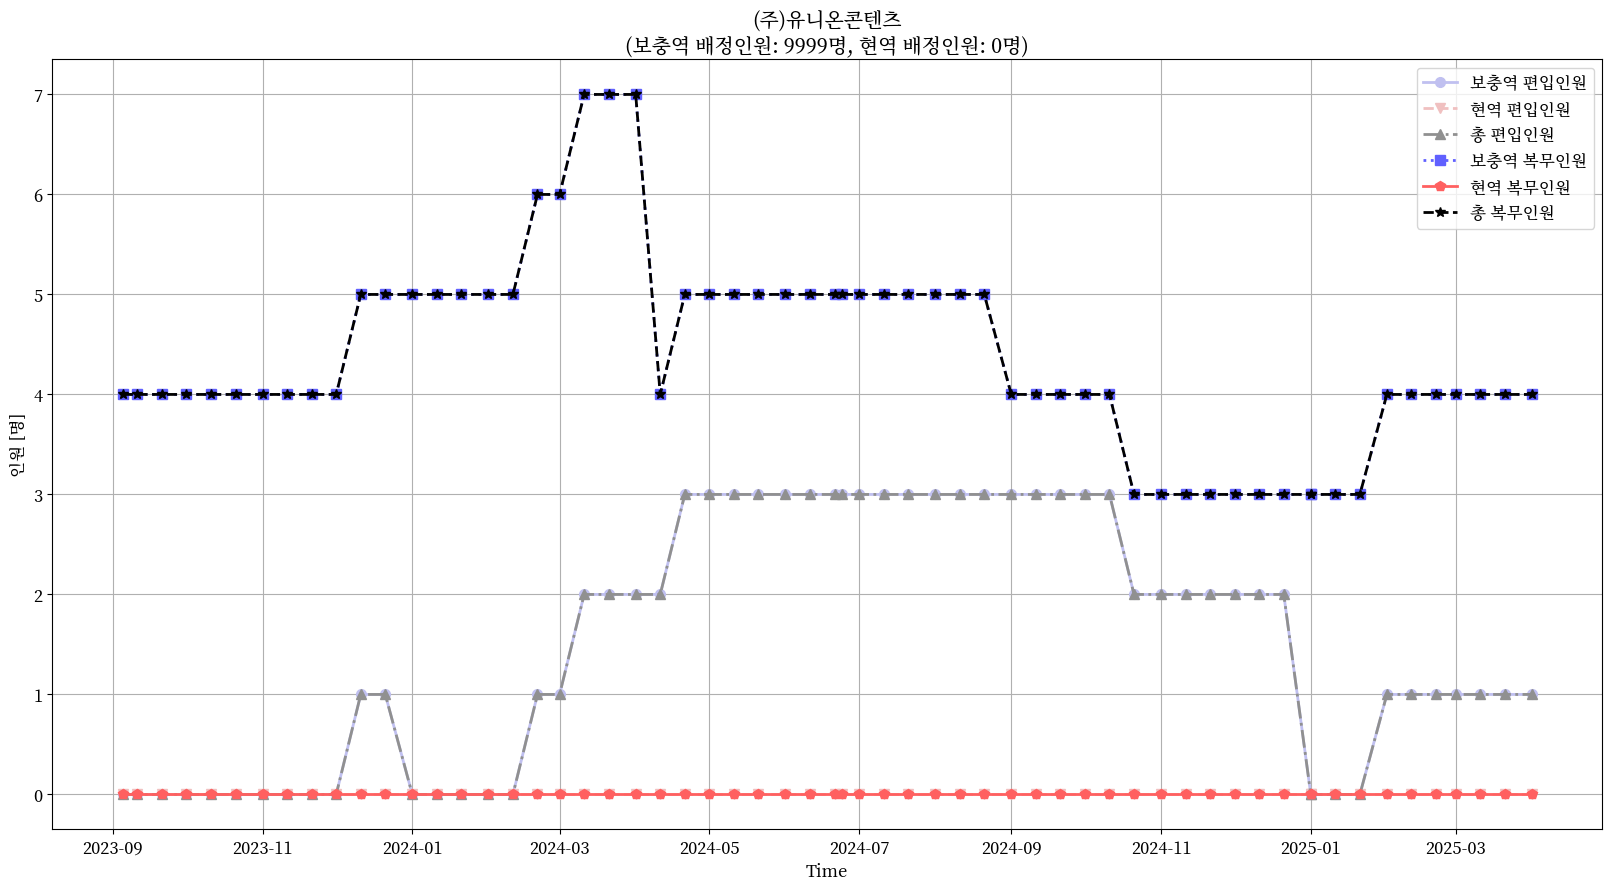 (주)유니온콘텐츠
(보충역 배정인원: 9999명, 현역 배정인원: 0명)
보충역 편입인원
현역 편입인원
총 편입인원
보충역 복무인원
현역 복무인원
총 복무인원
인원 [명]
7
6
5
4
3
2
1
0
2023-09
2023-11
2024-01
2024-03
2024-05
2024-07
2024-09
2024-11
2025-01
2025-03
Time